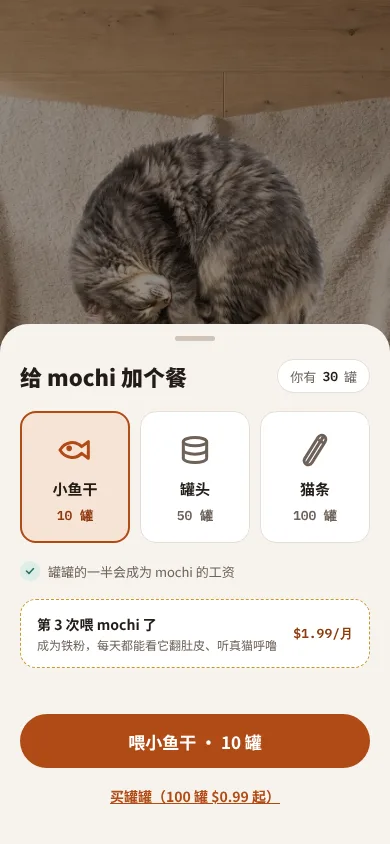 给 mochi 加个餐
你有 30 罐
小鱼干
10 罐
罐头
50 罐
猫条
100 罐
罐罐的一半会成为 mochi 的工资
第 3 次喂 mochi 了
成为铁粉，每天都能看它翻肚皮、听真猫呼噜
$1.99/月
喂小鱼干 · 10 罐
买罐罐（100 罐 $0.99 起）